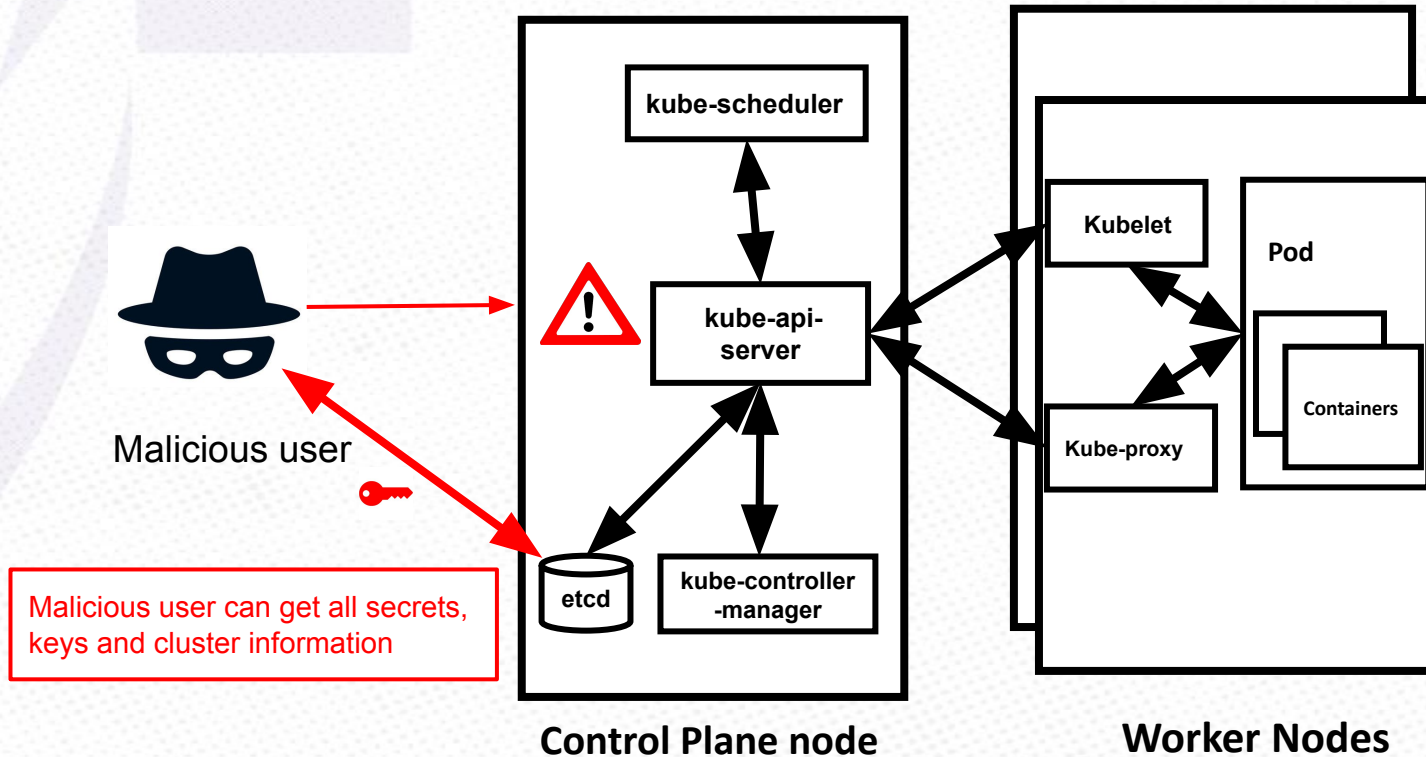 kube-scheduler
kube-api-
server
etcd
kube-controller
-manager
Kubelet
Kube-proxy
Pod
Containers
Malicious user
Malicious user can get all secrets,
keys and cluster information
Control Plane node
Worker Nodes